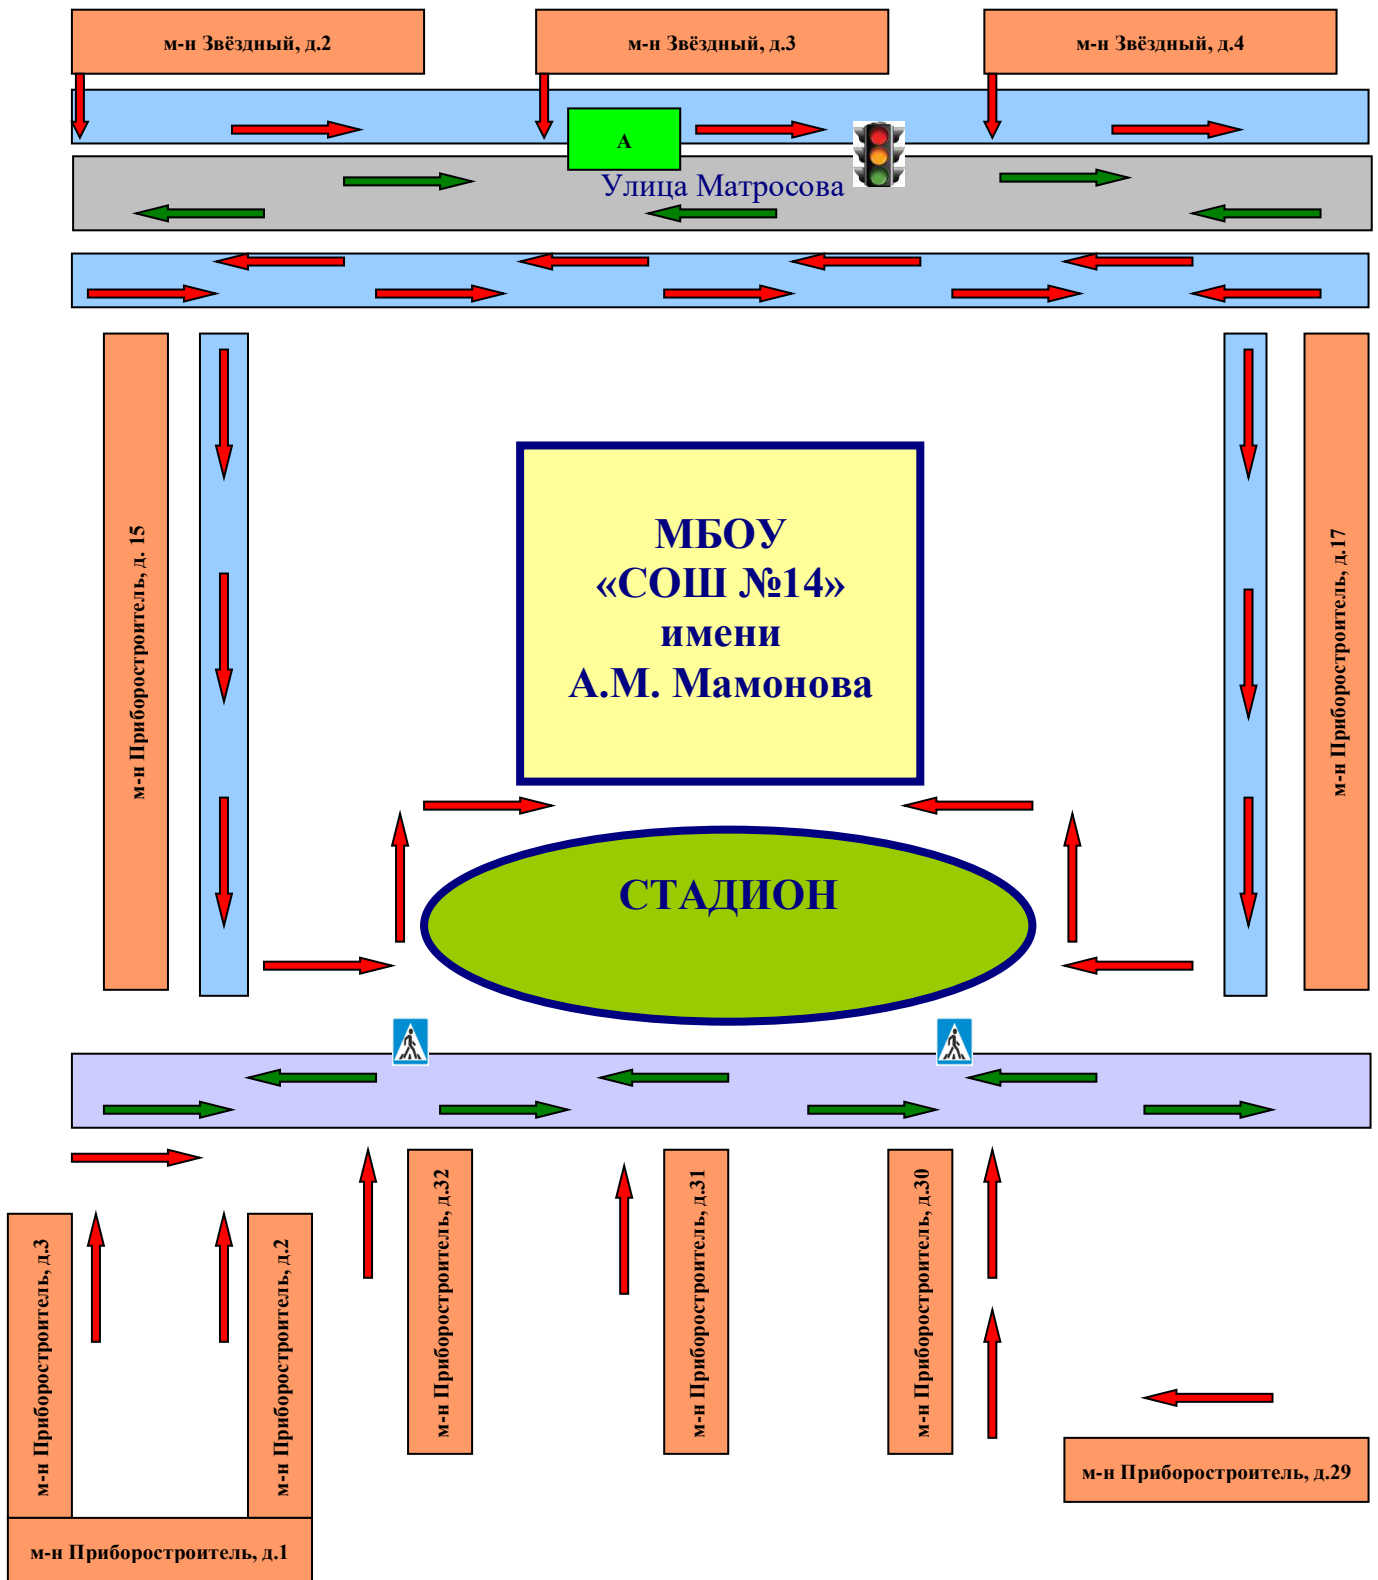 м-н Звёздный, д.2
м-н Звёздный, д.3
м-н Звёздный, д.4
А
Улица Матросова
м-н Приборостроитель, д. 15
МБОУ
«СОШ №14»
имени
А.М. Мамонова
м-н Приборостроитель, д.17
СТАДИОН
м-н Приборостроитель, д.3
м-н Приборостроитель, д.2
м-н Приборостроитель, д.32
м-н Приборостроитель, д.31
м-н Приборостроитель, д.30
м-н Приборостроитель, д.29
м-н Приборостроитель, д.1